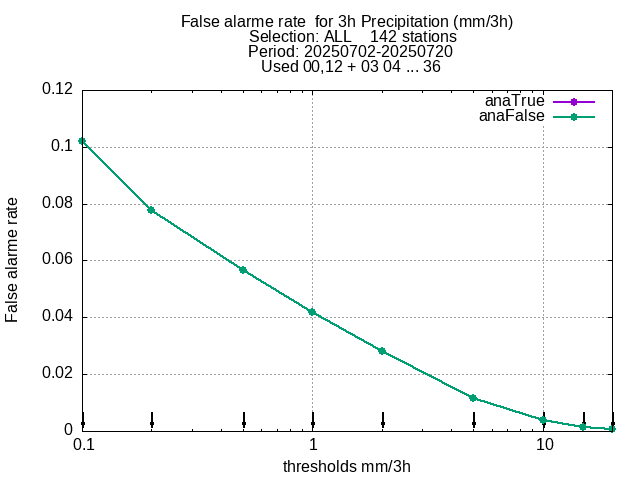 False alarme rate  for 3h Precipitation (mm/3h)
Selection: ALL    142 stations
Period: 20250702-20250720
Used 00,12 + 03 04 ... 36
anaTrue
anaFalse
0.12
0.1
0.08
0.06
0.04
0.02
0
False alarme rate
0.1 1 10
thresholds mm/3h